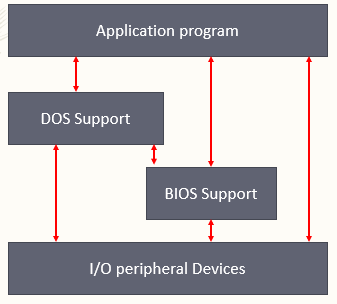 Application program
DOS Support
BIOS Support
I/O peripheral Devices